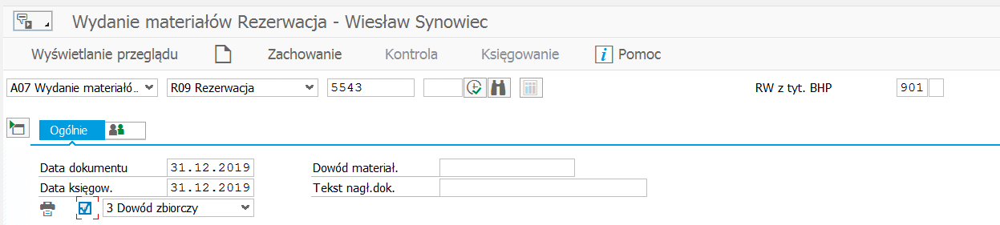 Wydanie materiałów Rezerwacja - Wiesław Synowiec
Wyświetlanie przeglądu Zachowanie Kontrola Księgowanie i Pomoc
A07 Wydanie materiałó... R09 Rezerwacja 5543 RW z tyt. BHP 901
Ogólnie
Data dokumentu 31.12.2019 Dowód materiał.
Data księgow. 31.12.2019 Tekst nagł.dok.
3 Dowód zbiorczy